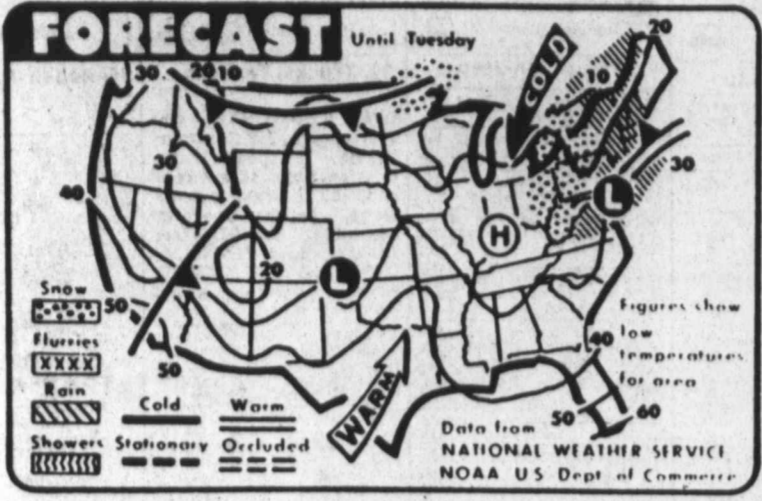 FORECAST
Until Tuesday
COLD
20
30
20
10
10
30
30
40
L
H
L
20
50
50
Snow
Flurries
XXXX
Rain
Showers
Cold
Warm
Stationary
Occluded
WARM
Figures show
low
temperatures
for area
40
50
60
Data from
NATIONAL WEATHER SERVICE
NOAA U S Dept of Commerce